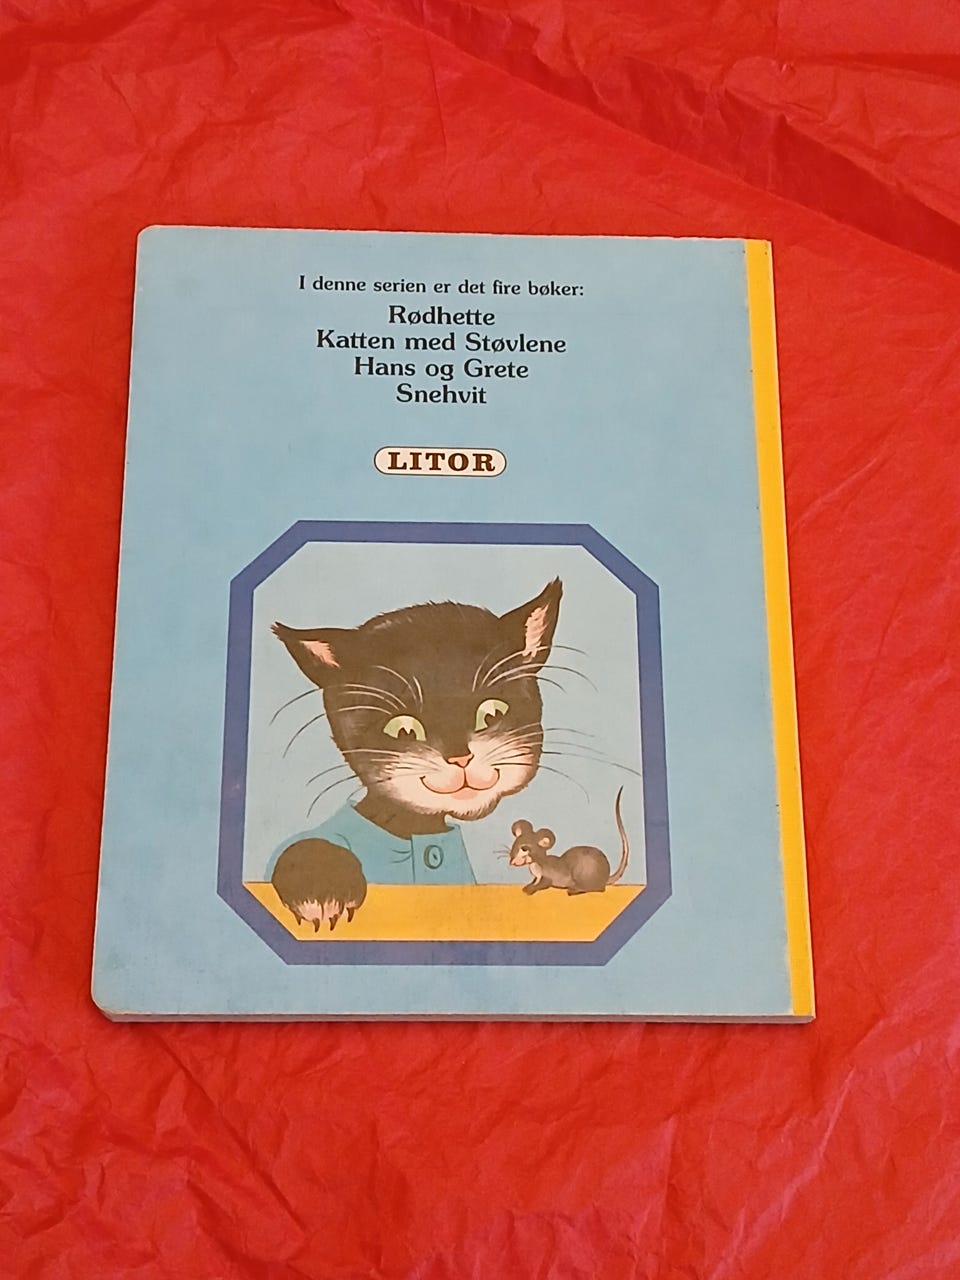 I denne serien er det fire bøker:
Rødhette
Katten med Støvlene
Hans og Grete
Snehvit
LITOR